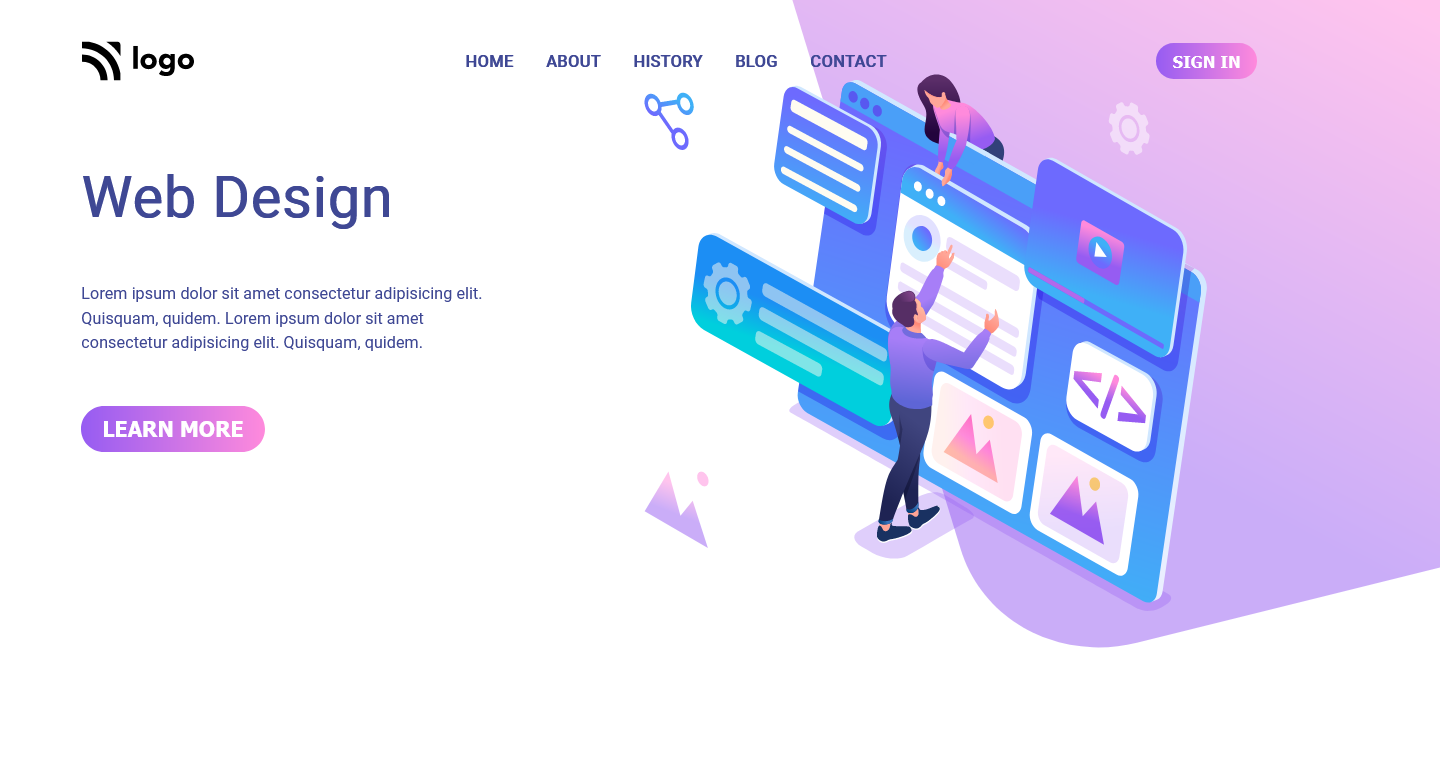 logo
HOME ABOUT HISTORY BLOG CONTACT
SIGN IN
Web Design
Lorem ipsum dolor sit amet consectetur adipisicing elit.
Quisquam, quidem. Lorem ipsum dolor sit amet
consectetur adipisicing elit. Quisquam, quidem.
LEARN MORE
</>